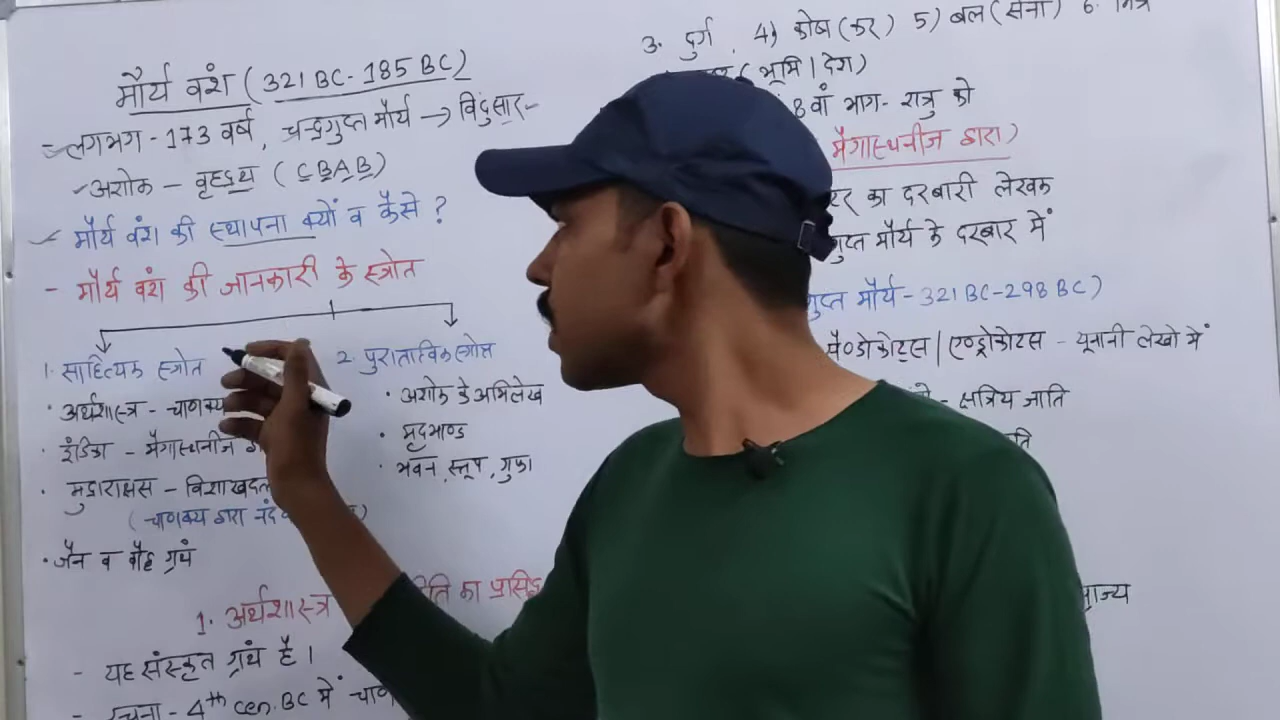 मौर्य वंश (321 BC-185 BC)
लगभग - 173 वर्ष, चन्द्रगुप्त मौर्य → बिंदुसार-
अशोक - वृहद्रथ (CBAB)
मौर्य वंश की स्थापना क्यों व कैसे ?
- मौर्य वंश की जानकारी के स्त्रोत
1. साहित्यिक स्त्रोत
· अर्थशास्त्र - चाणक्य
· इंडिका - मैगास्थनीज
· मुद्राराक्षस - विशाखदत्त
(चाणक्य द्वारा नंद
· जैन व बौद्ध ग्रंथ
2. पुरातात्विक स्त्रोत
· अशोक के अभिलेख
· मृदभाण्ड
· भवन, स्तूप, गुफा
1. अर्थशास्त्र
का प्रसिद्ध
- यह संस्कृत ग्रंथ है ।
- रचना - 4th cen. BC में
3. दुर्ग, 4) कोष (कर) 5) बल (सेना) 6. मित्र
(भूमि । देश)
8वां भाग - शत्रु को
मैगास्थनीज द्वारा)
का दरबारी लेखक
गुप्त मौर्य के दरबार में
गुप्त मौर्य - 321 BC-298 BC)
सैण्डोकोट्स / एण्ड्रोकोटस - यूनानी लेखो में
- क्षत्रिय जाति